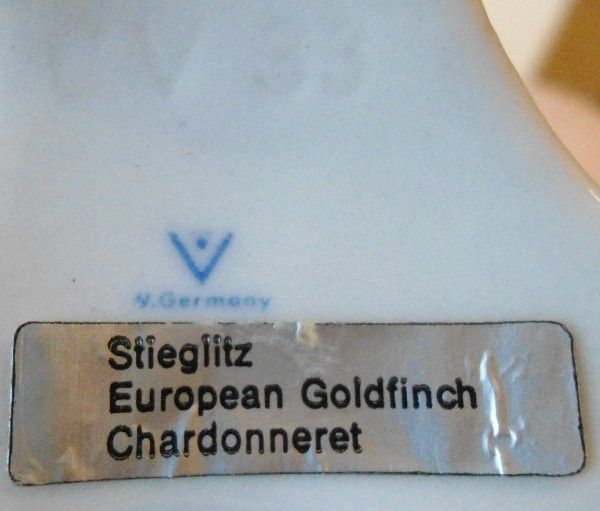 W.Germany
Stieglitz
European Goldfinch
Chardonneret